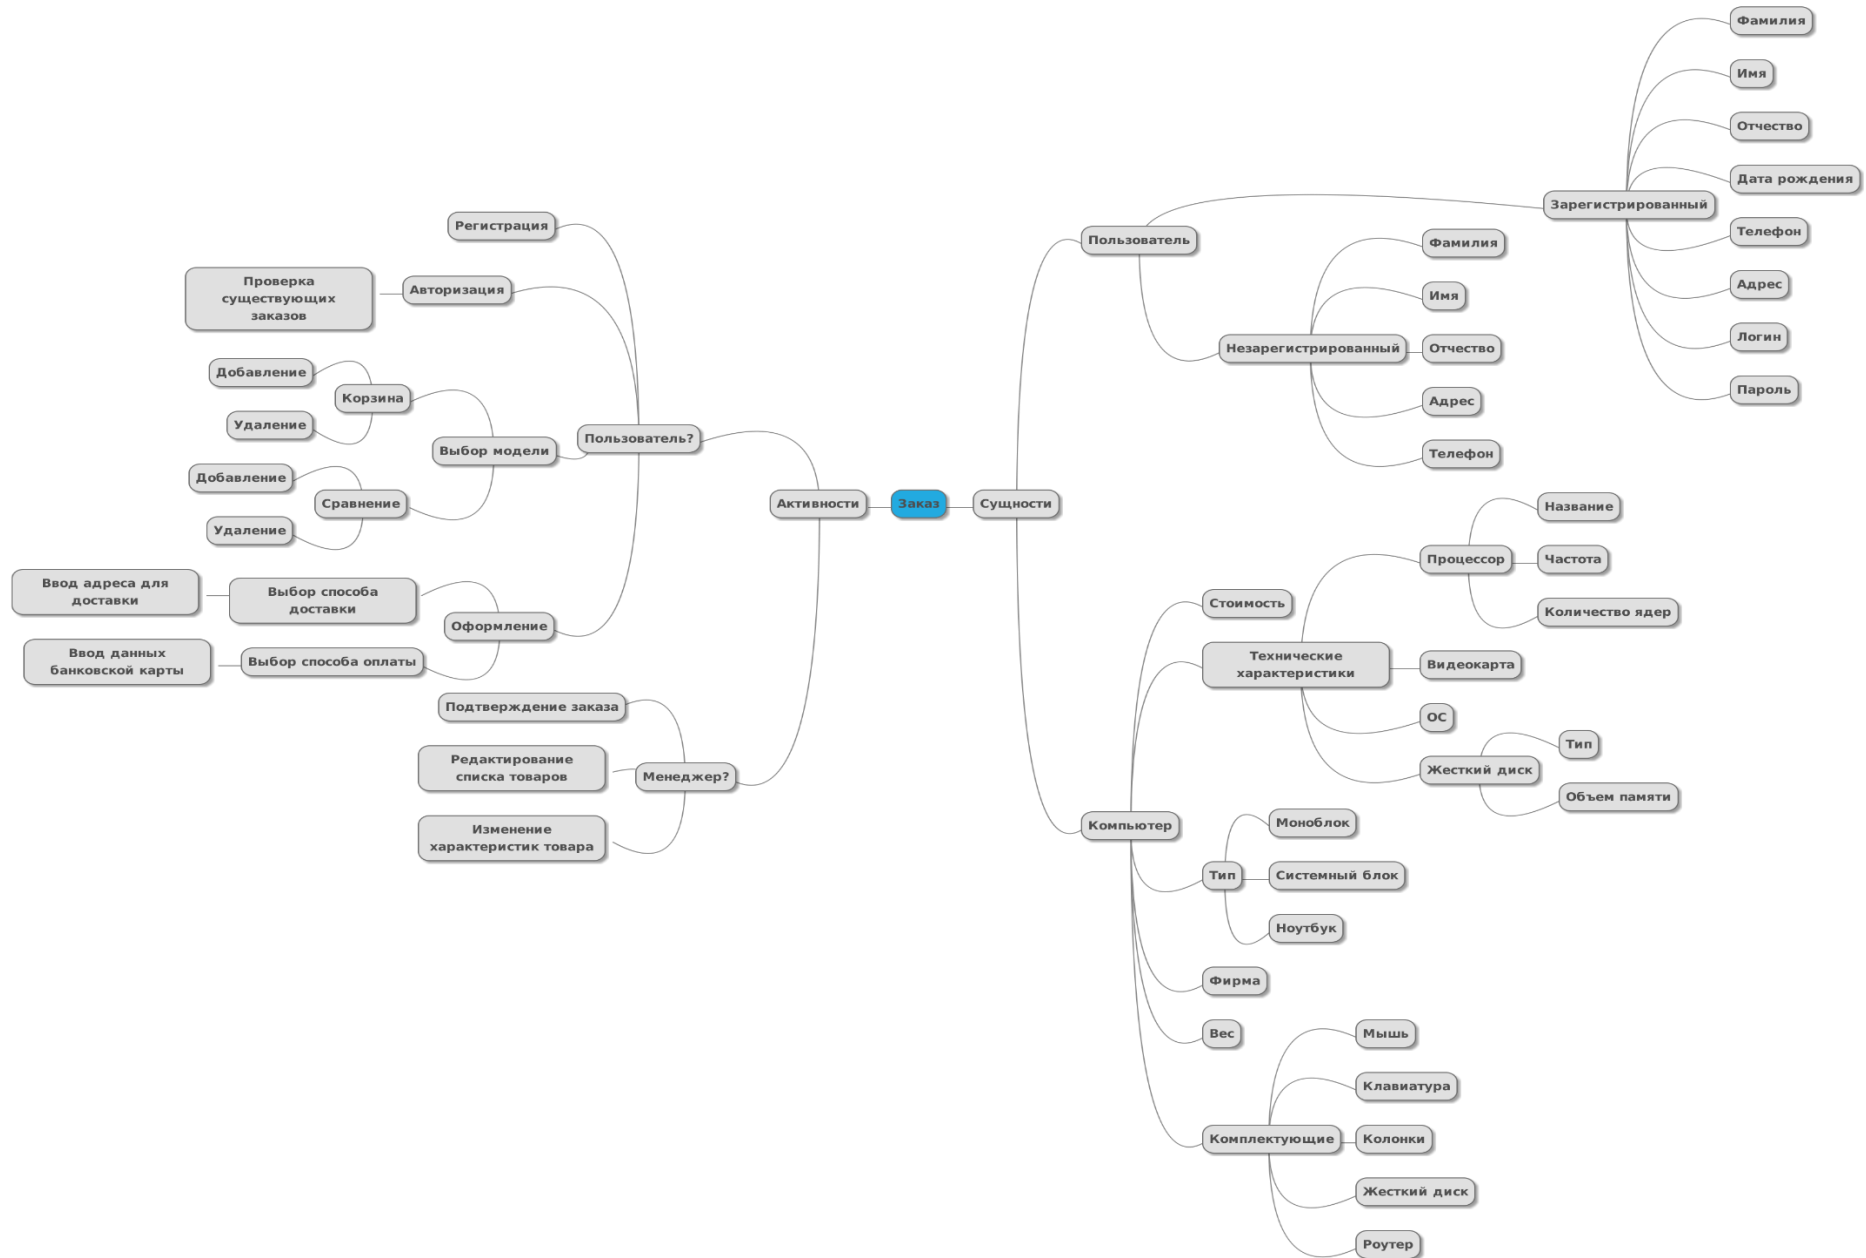 Заказ
Активности
Пользователь?
Регистрация
Авторизация
Проверка
существующих
заказов
Выбор модели
Корзина
Добавление
Удаление
Сравнение
Добавление
Удаление
Оформление
Выбор способа
доставки
Ввод адреса для
доставки
Выбор способа оплаты
Ввод данных
банковской карты
Менеджер?
Подтверждение заказа
Редактирование
списка товаров
Изменение
характеристик товара
Сущности
Пользователь
Зарегистрированный
Фамилия
Имя
Отчество
Дата рождения
Телефон
Адрес
Логин
Пароль
Незарегистрированный
Фамилия
Имя
Отчество
Адрес
Телефон
Компьютер
Стоимость
Технические
характеристики
Процессор
Название
Частота
Количество ядер
Видеокарта
ОС
Жесткий диск
Тип
Объем памяти
Тип
Моноблок
Системный блок
Ноутбук
Фирма
Вес
Комплектующие
Мышь
Клавиатура
Колонки
Жесткий диск
Роутер